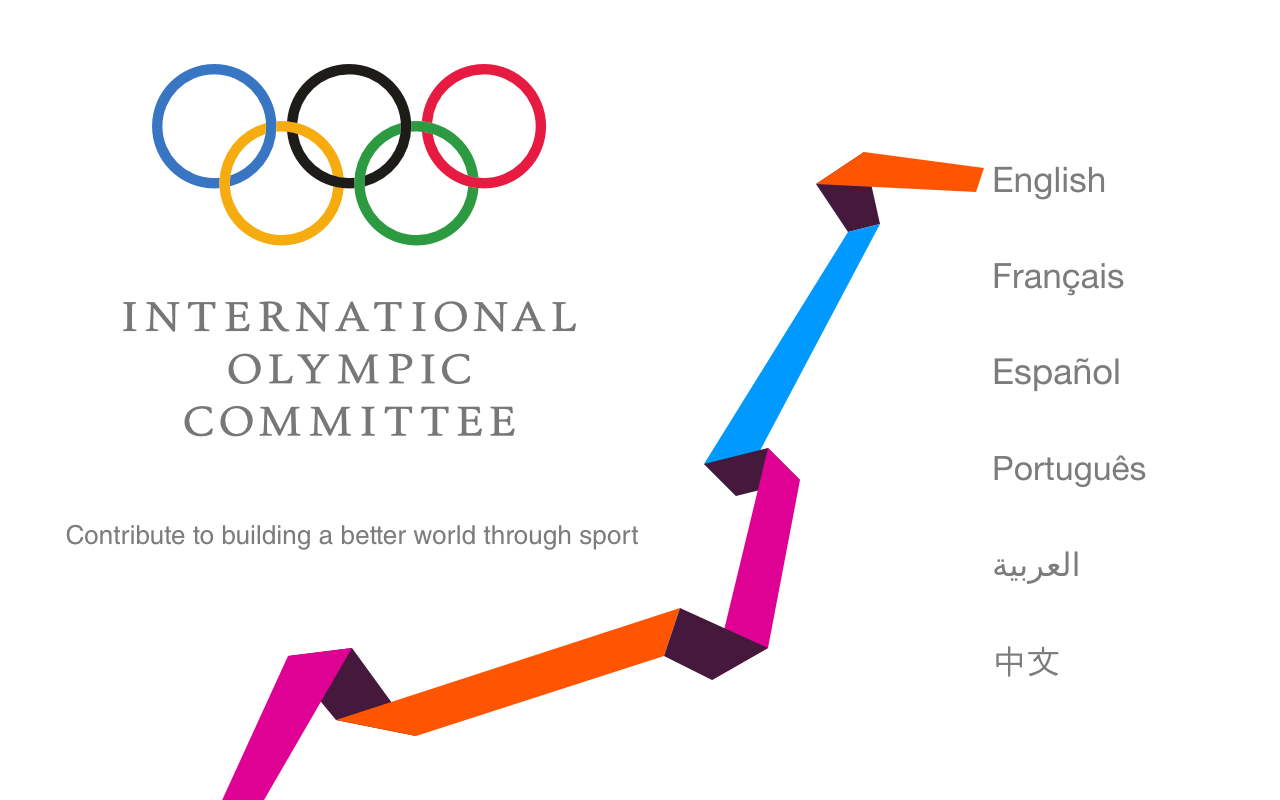 INTERNATIONAL
OLYMPIC
COMMITTEE
Contribute to building a better world through sport
English
Français
Español
Português
العربية
中文